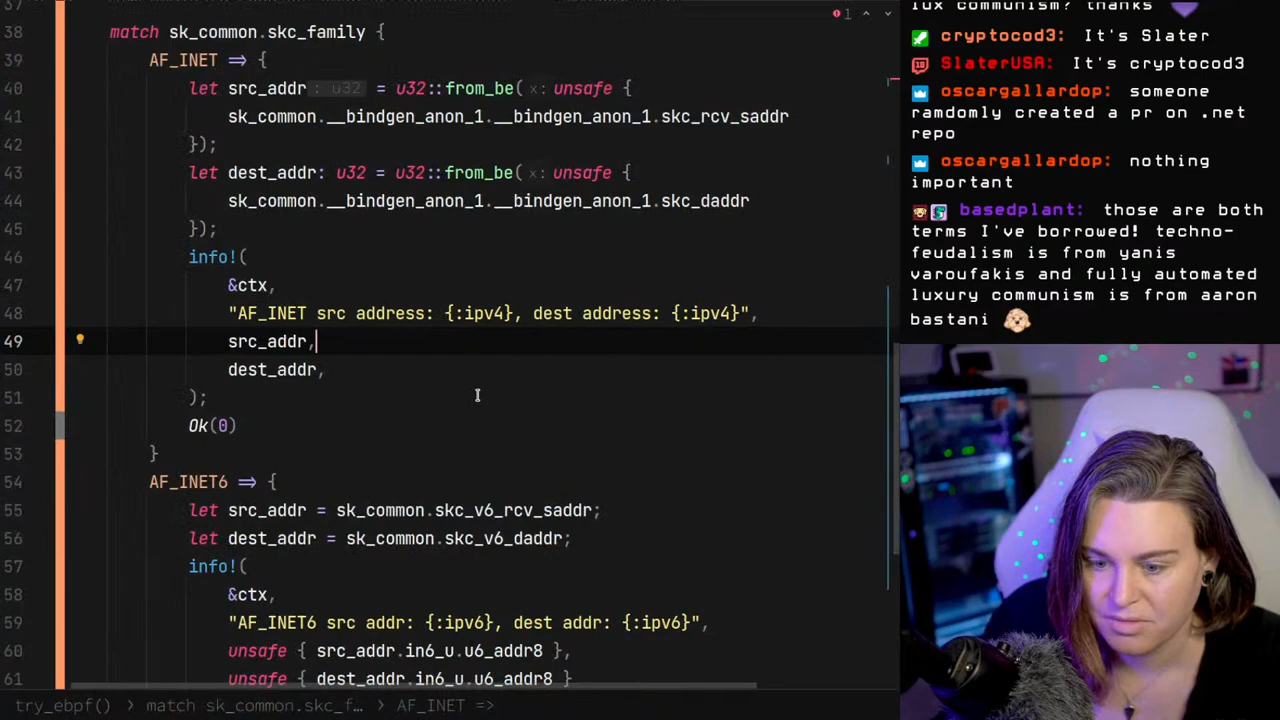 37
38 match sk_common.skc_family {
39 AF_INET => {
40 let src_addr: u32 = u32::from_be( x: unsafe {
41 sk_common.__bindgen_anon_1.__bindgen_anon_1.skc_rcv_saddr
42 });
43 let dest_addr: u32 = u32::from_be( x: unsafe {
44 sk_common.__bindgen_anon_1.__bindgen_anon_1.skc_daddr
45 });
46 info!(
47 &ctx,
48 "AF_INET src address: {:ipv4}, dest address: {:ipv4}",
49 src_addr,
50 dest_addr,
51 );
52 Ok(0)
53 }
54 AF_INET6 => {
55 let src_addr = sk_common.skc_v6_rcv_saddr;
56 let dest_addr = sk_common.skc_v6_daddr;
57 info!(
58 &ctx,
59 "AF_INET6 src addr: {:ipv6}, dest addr: {:ipv6}",
60 unsafe { src_addr.in6_u.u6_addr8 },
61 unsafe { dest_addr.in6_u.u6_addr8 }
try_ebpf() › match sk_common.skc_f... › AF_INET =>
1
lux communism? thanks
cryptocod3: It's Slater
SlaterUSA: It's cryptocod3
oscargallardop: someone
ramdomly created a pr on .net
repo
oscargallardop: nothing
important
basedplant: those are both
terms I've borrowed! techno-
feudalism is from yanis
varoufakis and fully automated
luxury communism is from aaron
bastani